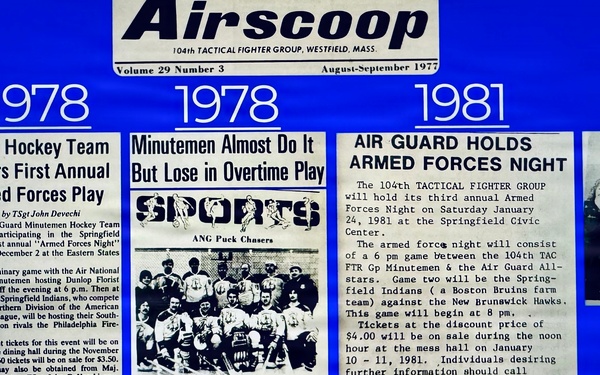 Airscoop
104th TACTICAL FIGHTER GROUP, WESTFIELD, MASS.
Volume 29 Number 3 August-September 1977
978
Hockey Team
rs First Annual
ed Forces Play
by TSgt John Devechi
Guard Minutemen Hockey Team
articipating in the Springfield
st annual "Armed Forces Night"
December 2 at the Eastern States
inary game with the Air National
nutemen hosting Dunlop Florist
ff the evening at 6 p.m. Then at
Springfield Indians, who compete
rthern Division of the American
gue, will be hosting their South-
on rivals the Philadelphia Fire-
t tickets for this event will be on
dining hall during the November
0 tickets will be on sale for $3.50.
may also be obtained from Maj.
1978
Minutemen Almost Do It
But Lose in Overtime Play
SPORTS
ANG Puck Chasers
1981
AIR GUARD HOLDS
ARMED FORCES NIGHT
The 104th TACTICAL FIGHTER GROUP
will hold its third annual Armed
Forces Night on Saturday January
24, 1981 at the Springfield Civic
Center.
The armed force night will consist
of a 6 pm game between the 104th TAC
FTR Gp Minutemen & the Air Guard All-
stars. Game two will be the Spring-
field Indians ( a Boston Bruins farm
team) against the New Brunswick Hawks.
This game will begin at 8 pm.
Tickets at the discount price of
$4.00 will be on sale during the noon
hour at the mess hall on January
10 - 11, 1981. Individuals desiring
further information should call